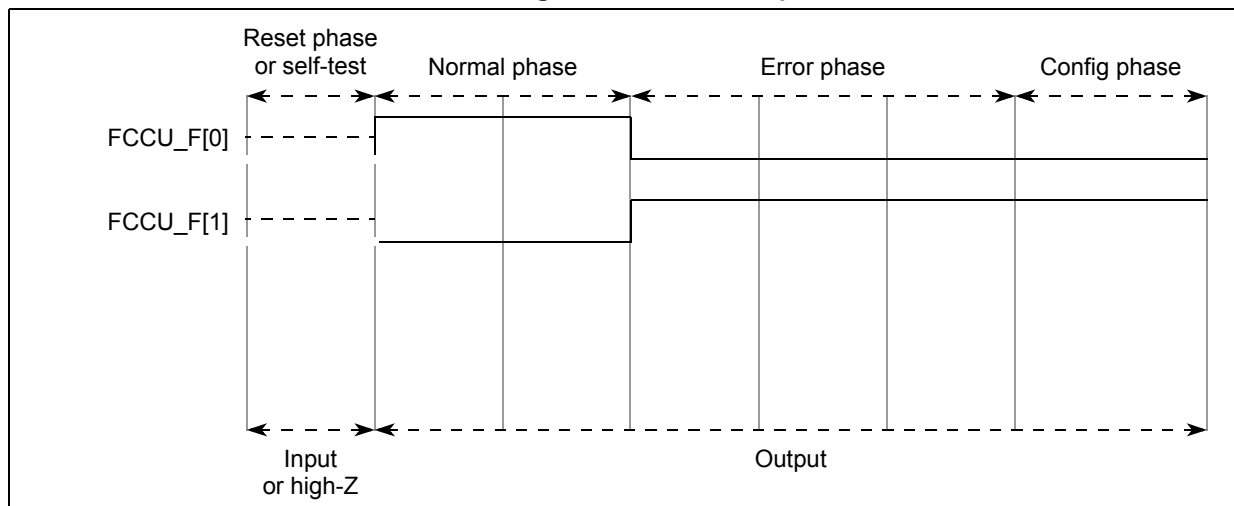 Reset phase
or self-test
Normal phase
Error phase
Config phase
FCCU_F[0]
FCCU_F[1]
Input
or high-Z
Output